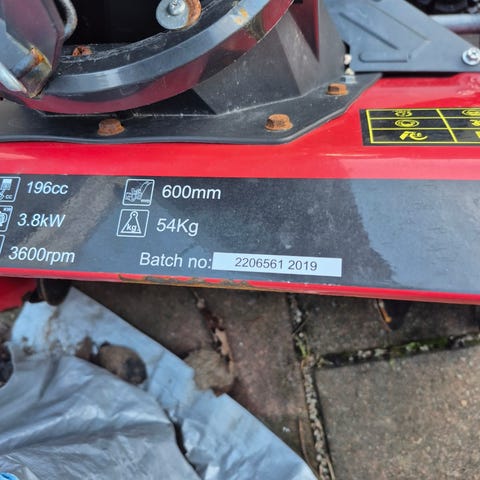 196cc
600mm
3.8kW
54Kg
3600rpm
Batch no: 2206561 2019